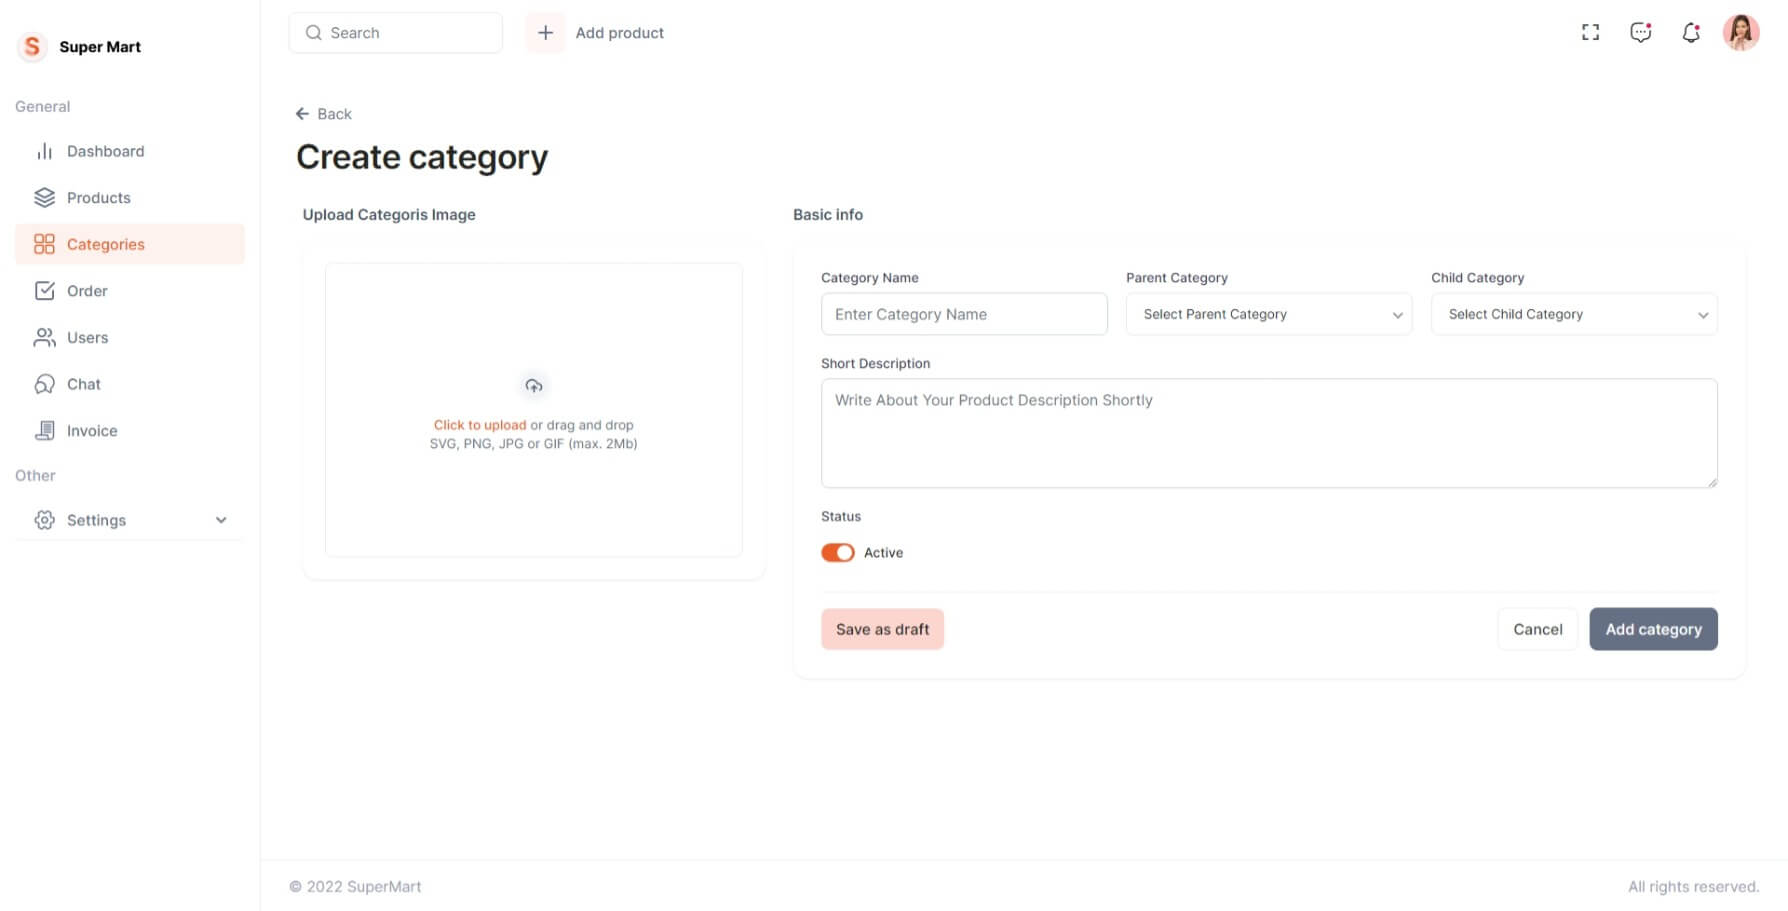 S
Super Mart
General
Dashboard
Products
Categories
Order
Users
Chat
Invoice
Other
Settings
Search
Add product
Back
Create category
Upload Categoris Image
Click to upload or drag and drop
SVG, PNG, JPG or GIF (max. 2Mb)
Basic info
Category Name
Enter Category Name
Parent Category
Select Parent Category
Child Category
Select Child Category
Short Description
Write About Your Product Description Shortly
Status
Active
Save as draft
Cancel
Add category
© 2022 SuperMart
All rights reserved.